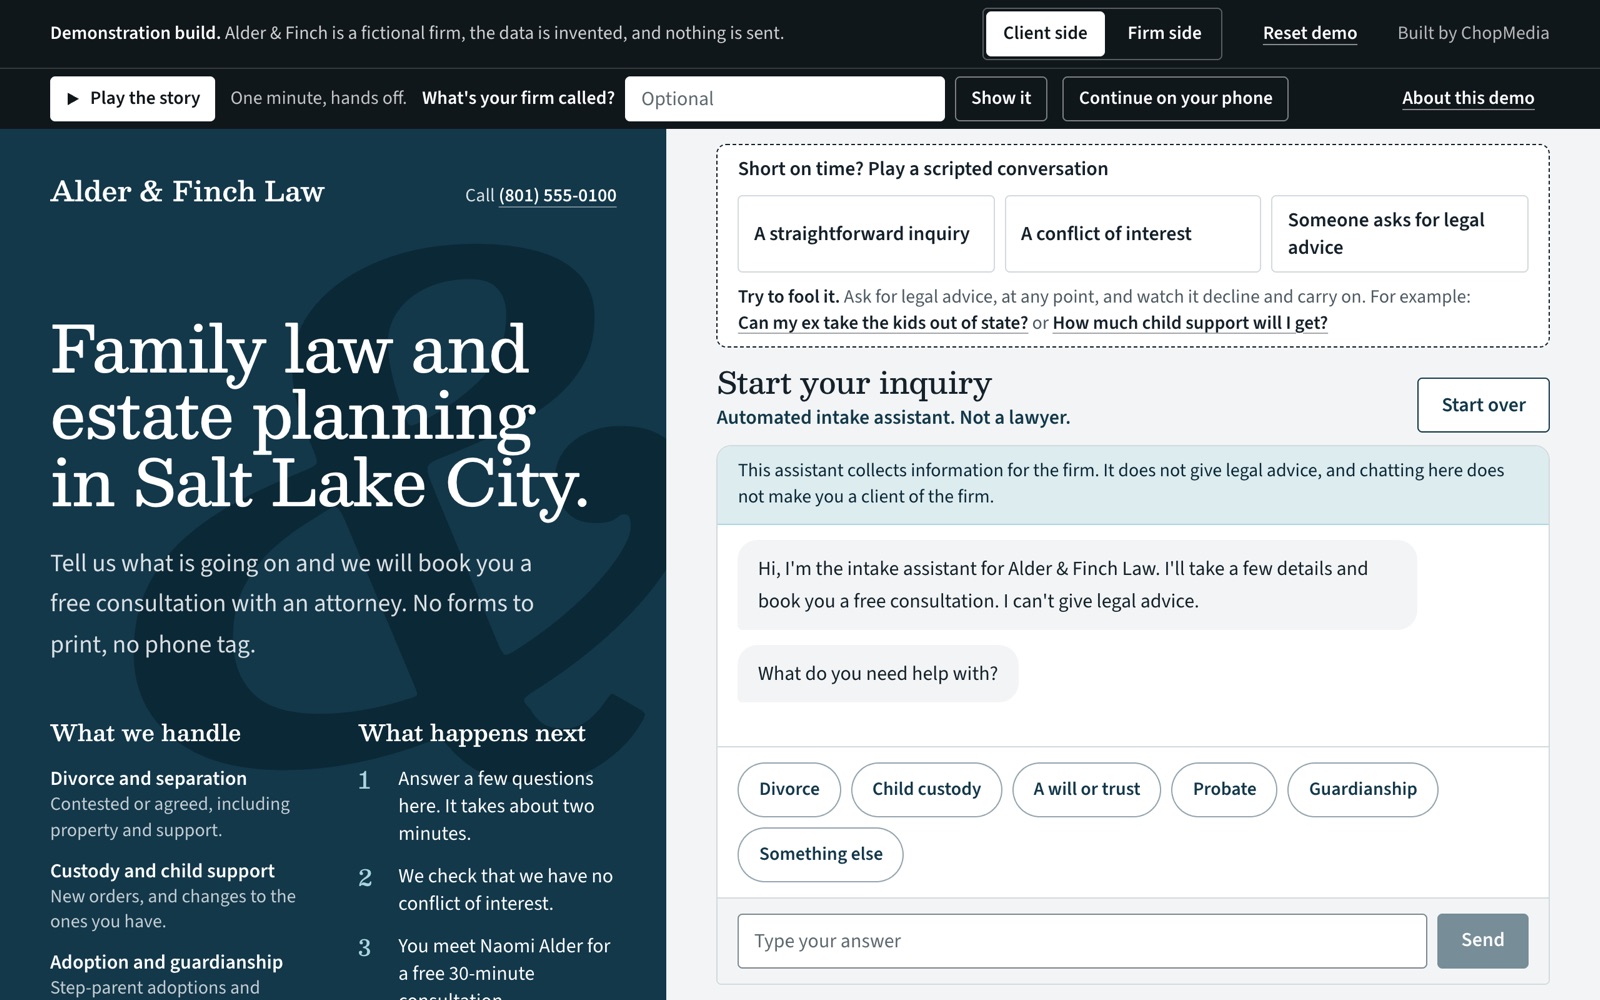 Demonstration build. Alder & Finch is a fictional firm, the data is invented, and nothing is sent.
Client side
Firm side
Reset demo
Built by ChopMedia
▶ Play the story
One minute, hands off.
What's your firm called?
Optional
Show it
Continue on your phone
About this demo
Alder & Finch Law
Call (801) 555-0100
&
Family law and
estate planning
in Salt Lake City.
Tell us what is going on and we will book you a
free consultation with an attorney. No forms to
print, no phone tag.
What we handle
Divorce and separation
Contested or agreed, including
property and support.
Custody and child support
New orders, and changes to the
ones you have.
Adoption and guardianship
Step-parent adoptions and
What happens next
1 Answer a few questions
here. It takes about two
minutes.
2 We check that we have no
conflict of interest.
3 You meet Naomi Alder for
a free 30-minute
consultation
Short on time? Play a scripted conversation
A straightforward inquiry
A conflict of interest
Someone asks for legal
advice
Try to fool it. Ask for legal advice, at any point, and watch it decline and carry on. For example:
Can my ex take the kids out of state? or How much child support will I get?
Start your inquiry
Automated intake assistant. Not a lawyer.
Start over
This assistant collects information for the firm. It does not give legal advice, and chatting here does
not make you a client of the firm.
Hi, I'm the intake assistant for Alder & Finch Law. I'll take a few details and
book you a free consultation. I can't give legal advice.
What do you need help with?
Divorce
Child custody
A will or trust
Probate
Guardianship
Something else
Type your answer
Send